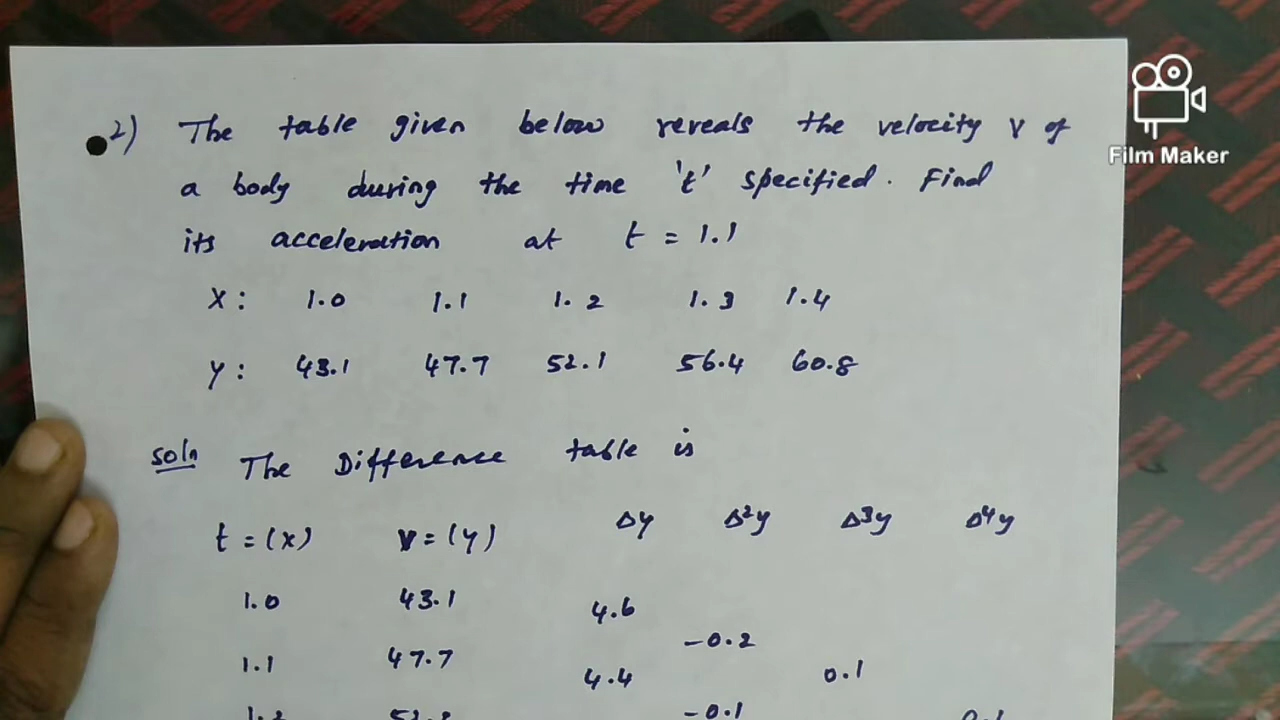 2) The table given below reveals the velocity v of
a body during the time 't' specified. Find
its acceleration at t = 1.1
X: 1.0 1.1 1.2 1.3 1.4
y: 43.1 47.7 52.1 56.4 60.8
Soln The Difference table is
t = (x) v = (y) Δy Δ²y Δ³y Δ⁴y
1.0 43.1
4.6
-0.2
1.1 47.7
4.4 0.1
-0.1
Film Maker